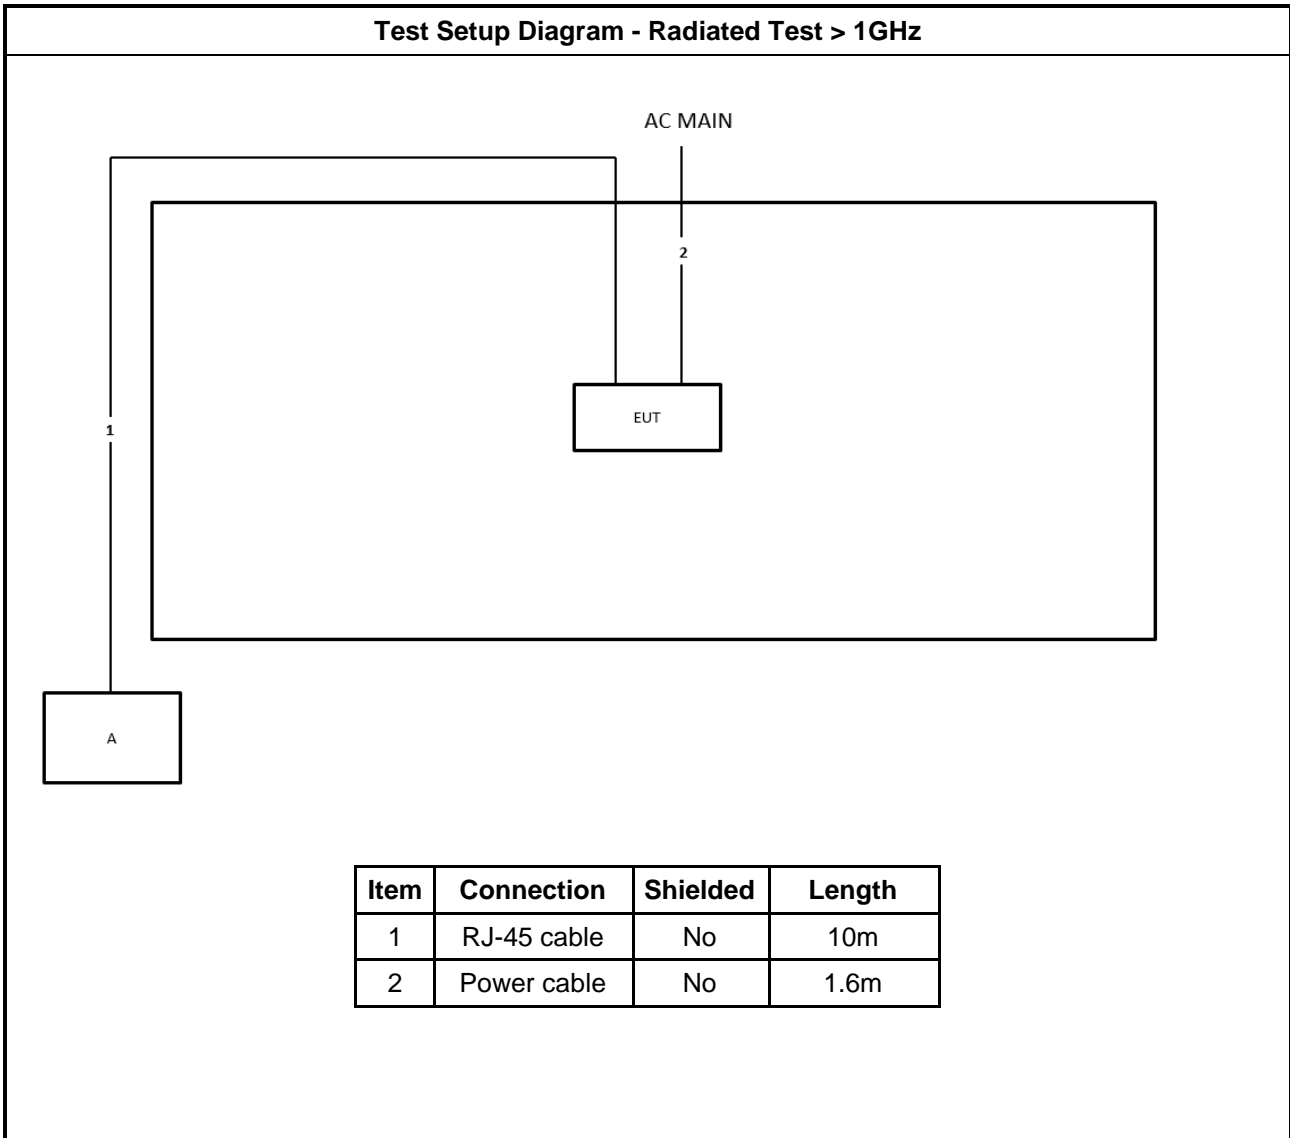 Test Setup Diagram - Radiated Test > 1GHz
AC MAIN
2
EUT
1
A
Item Connection Shielded Length
1 RJ-45 cable No 10m
2 Power cable No 1.6m